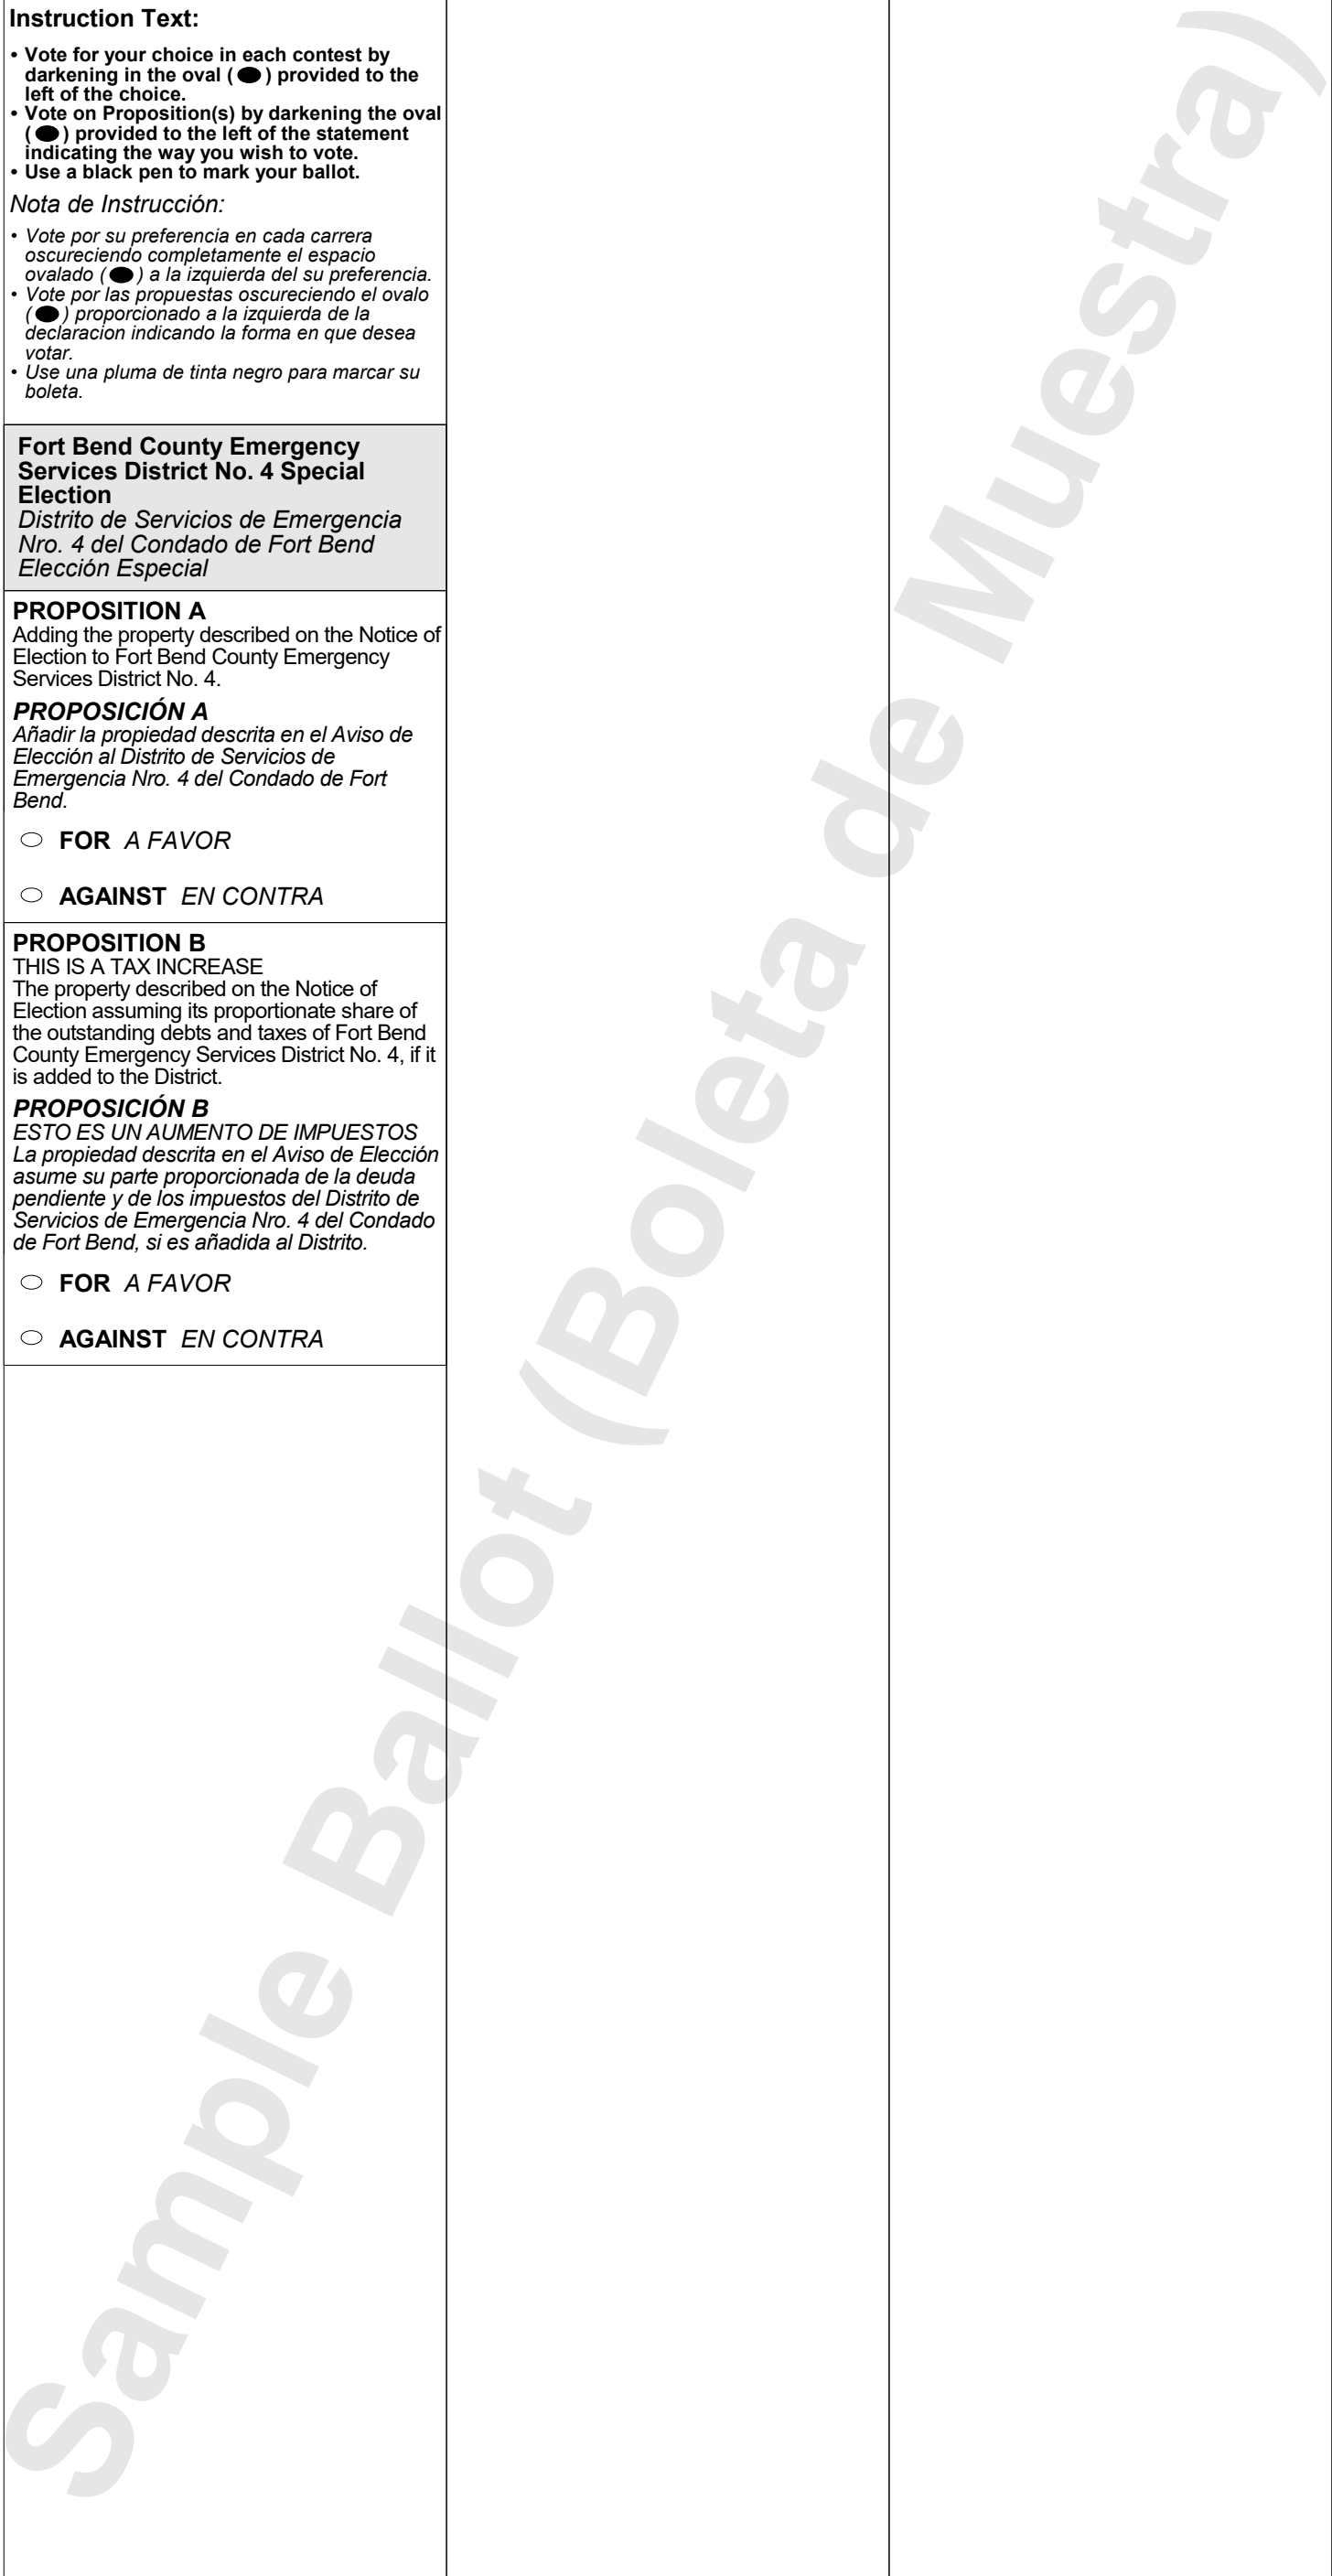 Instruction Text:
• Vote for your choice in each contest by
darkening in the oval (⬬) provided to the
left of the choice.
• Vote on Proposition(s) by darkening the oval
(⬬) provided to the left of the statement
indicating the way you wish to vote.
• Use a black pen to mark your ballot.
Nota de Instrucción:
• Vote por su preferencia en cada carrera
oscureciendo completamente el espacio
ovalado (⬬) a la izquierda del su preferencia.
• Vote por las propuestas oscureciendo el ovalo
(⬬) proporcionado a la izquierda de la
declaracion indicando la forma en que desea
votar.
• Use una pluma de tinta negro para marcar su
boleta.
Fort Bend County Emergency
Services District No. 4 Special
Election
Distrito de Servicios de Emergencia
Nro. 4 del Condado de Fort Bend
Elección Especial
PROPOSITION A
Adding the property described on the Notice of
Election to Fort Bend County Emergency
Services District No. 4.
PROPOSICIÓN A
Añadir la propiedad descrita en el Aviso de
Elección al Distrito de Servicios de
Emergencia Nro. 4 del Condado de Fort
Bend.
FOR A FAVOR
AGAINST EN CONTRA
PROPOSITION B
THIS IS A TAX INCREASE
The property described on the Notice of
Election assuming its proportionate share of
the outstanding debts and taxes of Fort Bend
County Emergency Services District No. 4, if it
is added to the District.
PROPOSICIÓN B
ESTO ES UN AUMENTO DE IMPUESTOS
La propiedad descrita en el Aviso de Elección
asume su parte proporcionada de la deuda
pendiente y de los impuestos del Distrito de
Servicios de Emergencia Nro. 4 del Condado
de Fort Bend, si es añadida al Distrito.
FOR A FAVOR
AGAINST EN CONTRA
Sample Ballot (Boleta de Muestra)